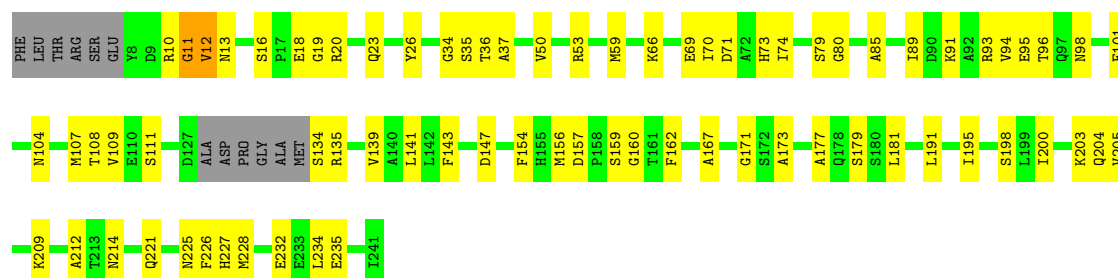 PHE LEU THR ARG SER GLU Y8 D9 R10 G11 V12 N13 S16 P17 E18 G19 R20 Q23 Y26 G34 S35 T36 A37 V50 R53 M59 K66 E69 I70 D71 A72 H73 I74 S79 G80 A85 I89 D90 K91 A92 R93 V94 E95 T96 Q97 N98
N104 M107 T108 V109 E110 S111 D127 ALA ASP PRO GLY ALA MET S134 R135 V139 A140 L141 L142 F143 D147 F154 H155 M156 D157 P158 S159 G160 T161 F162 A167 G171 S172 A173 A177 Q178 S179 S180 L181 L191 I195 S198 L199 I200 K203 Q204
K209 A212 T213 N214 Q221 N225 F226 H227 M228 E232 E233 L234 E235 I241